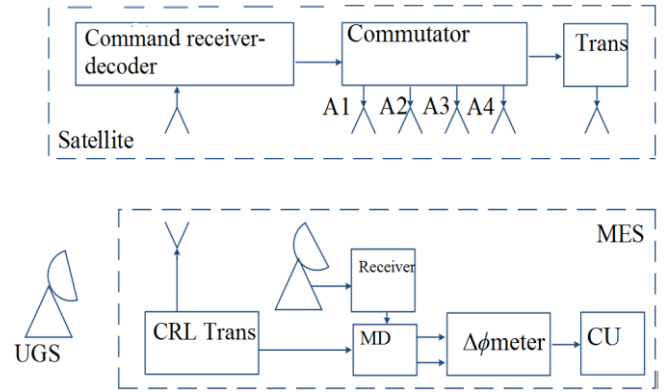 Command receiver-
decoder
Commutator
Trans
A1 A2 A3 A4
Satellite
MES
Receiver
CRL Trans
MD
Δϕmeter
CU
UGS